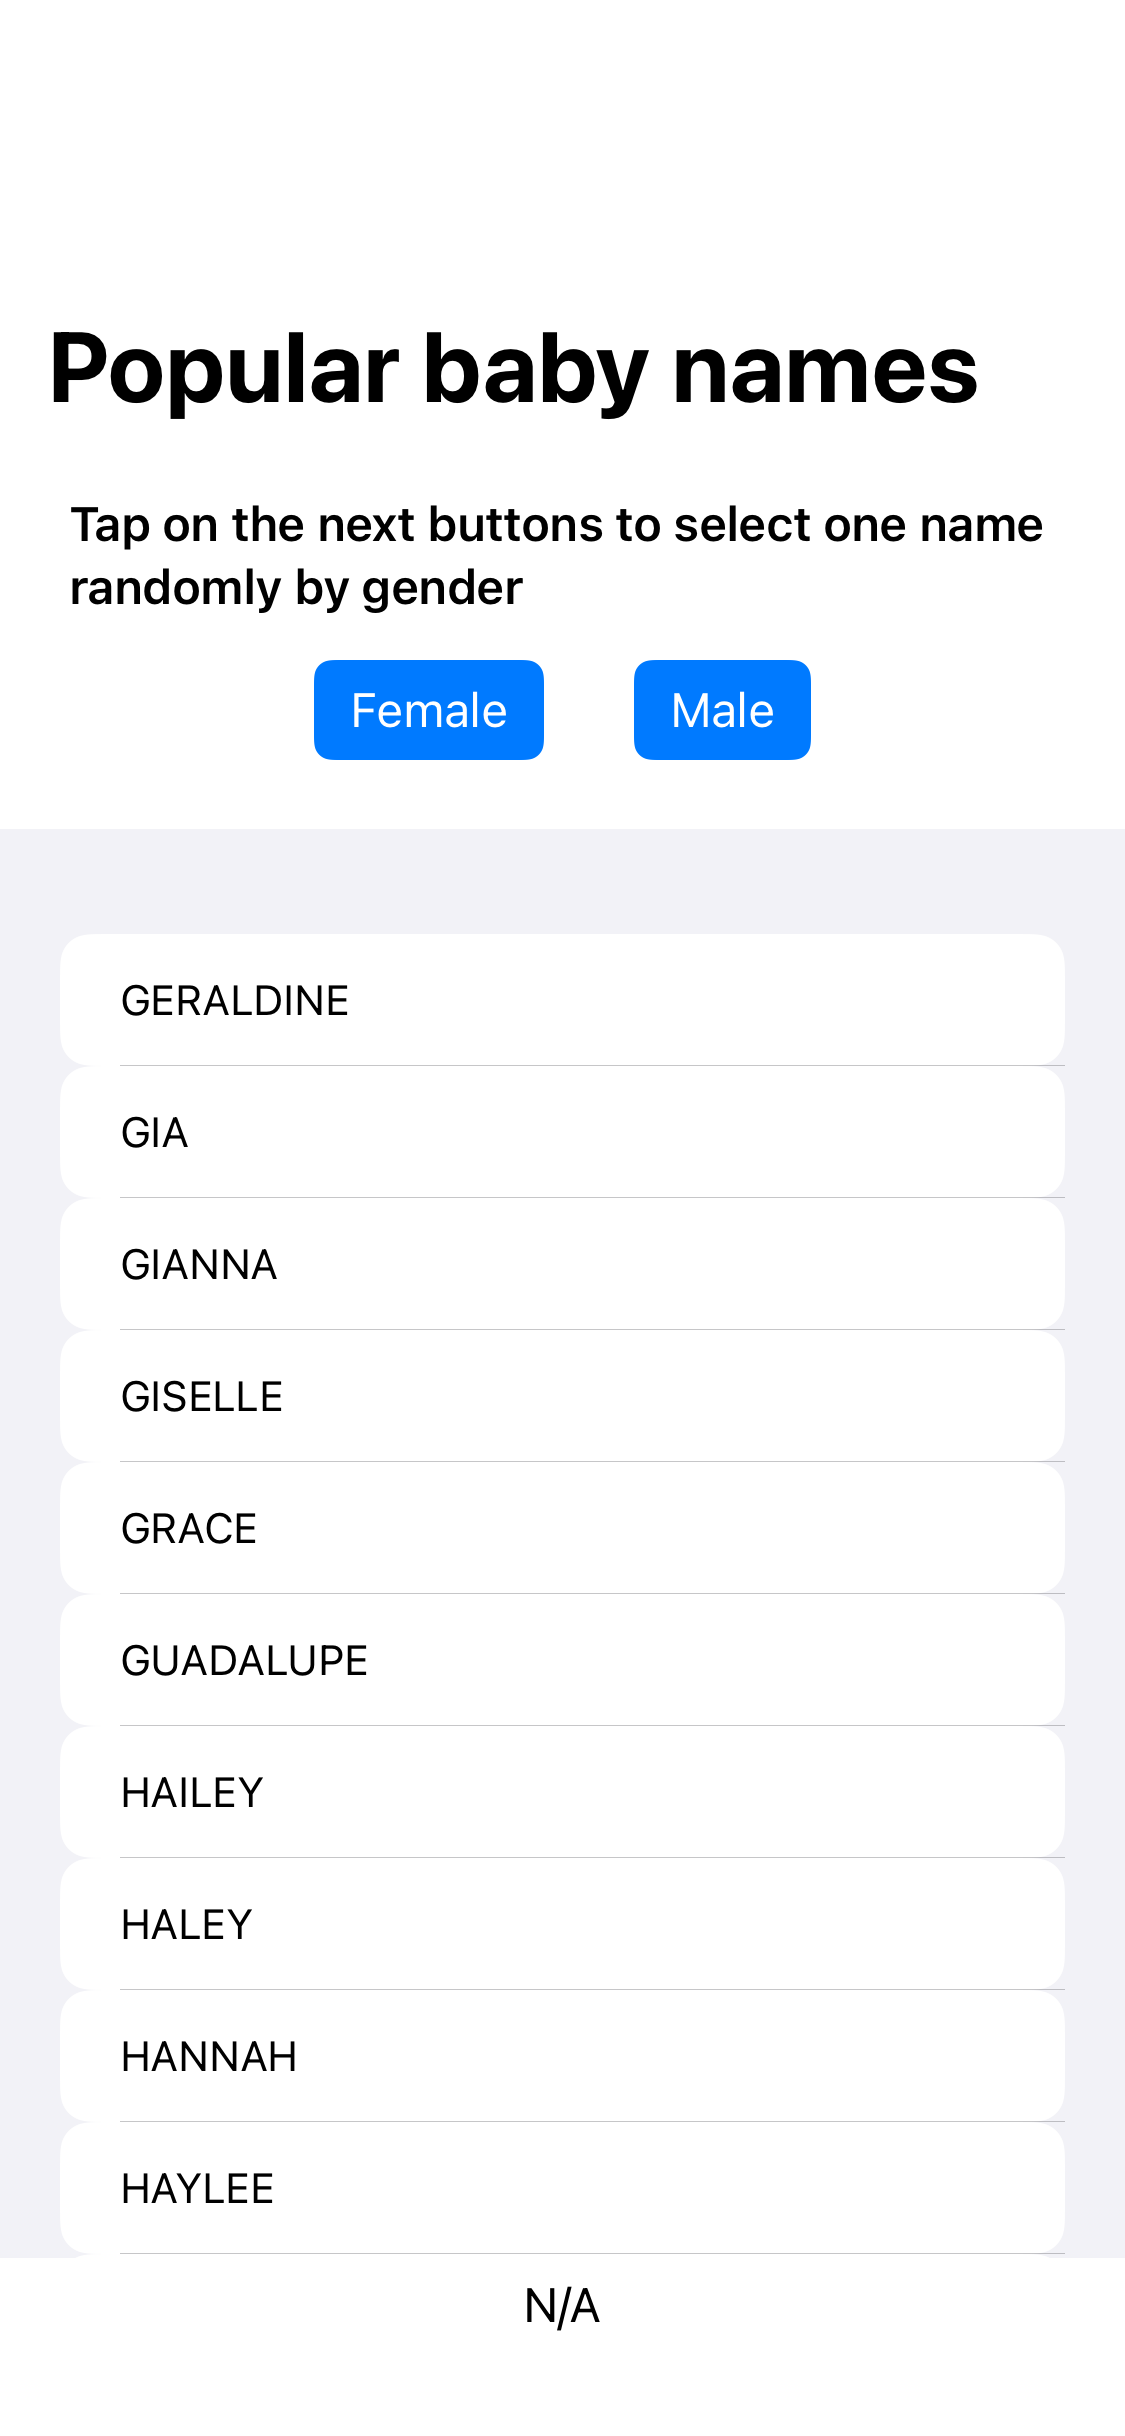 Popular baby names
Tap on the next buttons to select one name
randomly by gender
Female
Male
GERALDINE
GIA
GIANNA
GISELLE
GRACE
GUADALUPE
HAILEY
HALEY
HANNAH
HAYLEE
N/A